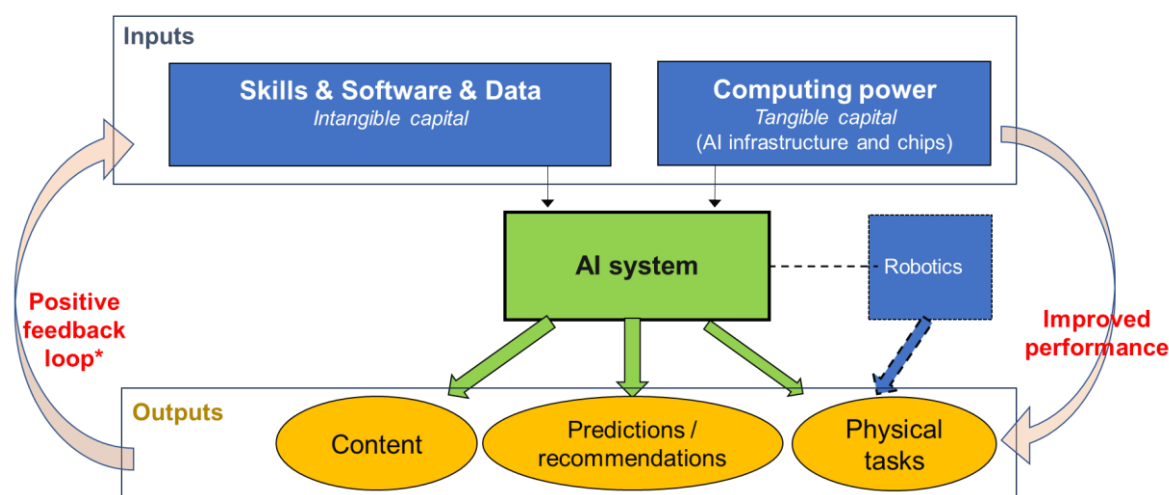 Inputs
Skills & Software & Data
Intangible capital
Computing power
Tangible capital
(AI infrastructure and chips)
AI system
Robotics
Positive
feedback
loop*
Improved
performance
Outputs
Content
Predictions /
recommendations
Physical
tasks